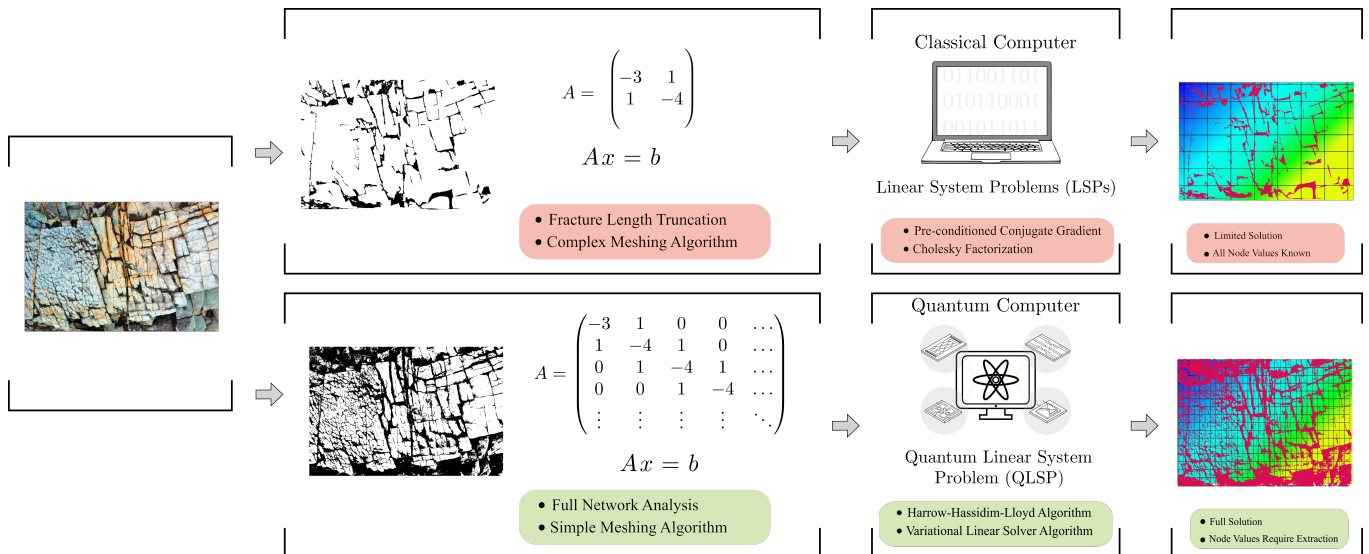 A = ( −3 1
1 −4 )
Ax = b
• Fracture Length Truncation
• Complex Meshing Algorithm
Classical Computer
011001101
010110001
001011011
Linear System Problems (LSPs)
• Pre-conditioned Conjugate Gradient
• Cholesky Factorization
• Limited Solution
• All Node Values Known
A = ( −3 1 0 0 …
1 −4 1 0 …
0 1 −4 1 …
0 0 1 −4 …
⋮ ⋮ ⋮ ⋮ ⋱ )
Ax = b
• Full Network Analysis
• Simple Meshing Algorithm
Quantum Computer
Quantum Linear System
Problem (QLSP)
• Harrow-Hassidim-Lloyd Algorithm
• Variational Linear Solver Algorithm
• Full Solution
• Node Values Require Extraction